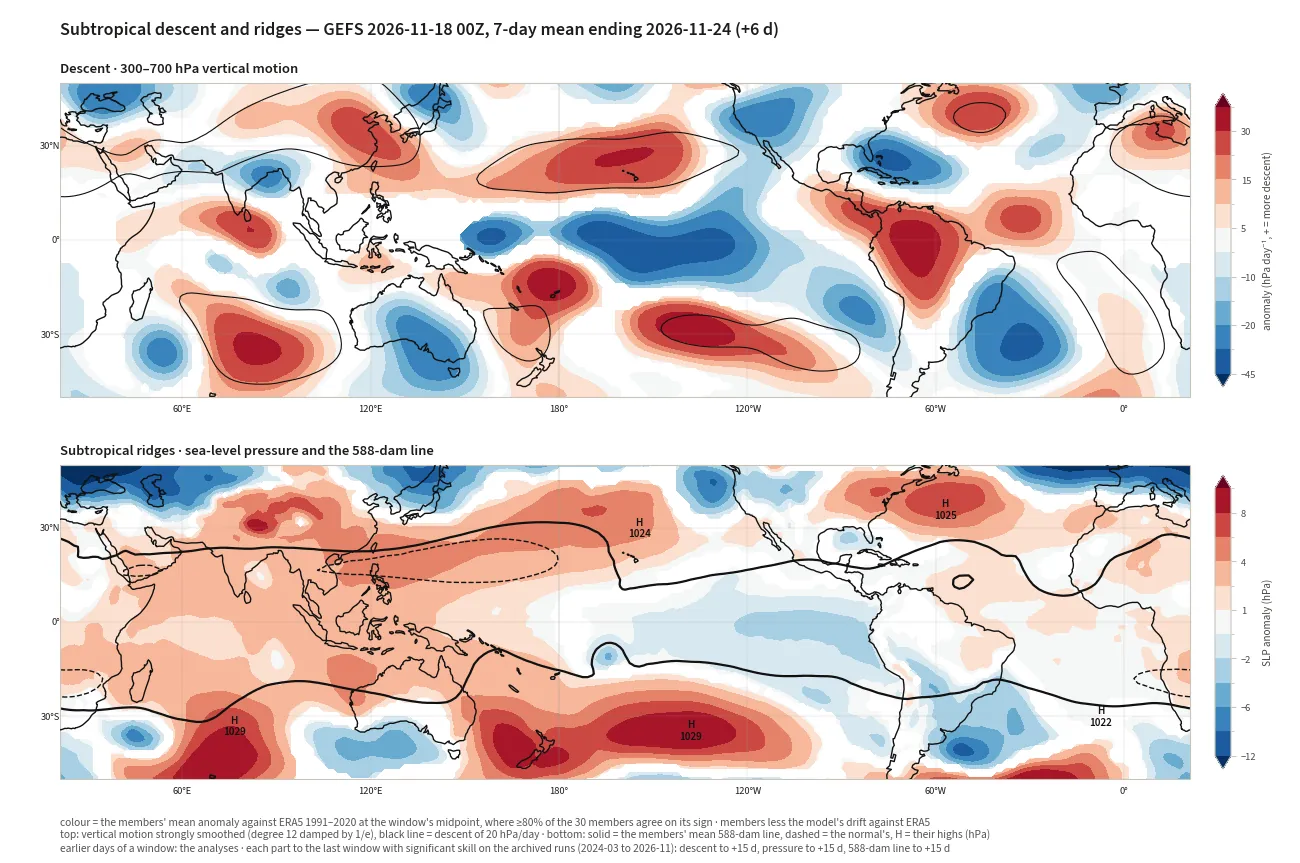 Subtropical descent and ridges — GEFS 2026-11-18 00Z, 7-day mean ending 2026-11-24 (+6 d)
Descent · 300–700 hPa vertical motion
30°N
0°
30°S
60°E
120°E
180°
120°W
60°W
0°
30
15
5
−10
−20
−45
anomaly (hPa day⁻¹, + = more descent)
Subtropical ridges · sea-level pressure and the 588-dam line
30°N
0°
30°S
H
1024
H
1025
H
1029
H
1029
H
1022
60°E
120°E
180°
120°W
60°W
0°
8
4
1
−2
−6
−12
SLP anomaly (hPa)
colour = the members' mean anomaly against ERA5 1991–2020 at the window's midpoint, where ≥80% of the 30 members agree on its sign · members less the model's drift against ERA5
top: vertical motion strongly smoothed (degree 12 damped by 1/e), black line = descent of 20 hPa/day · bottom: solid = the members' mean 588-dam line, dashed = the normal's, H = their highs (hPa)
earlier days of a window: the analyses · each part to the last window with significant skill on the archived runs (2024-03 to 2026-11): descent to +15 d, pressure to +15 d, 588-dam line to +15 d